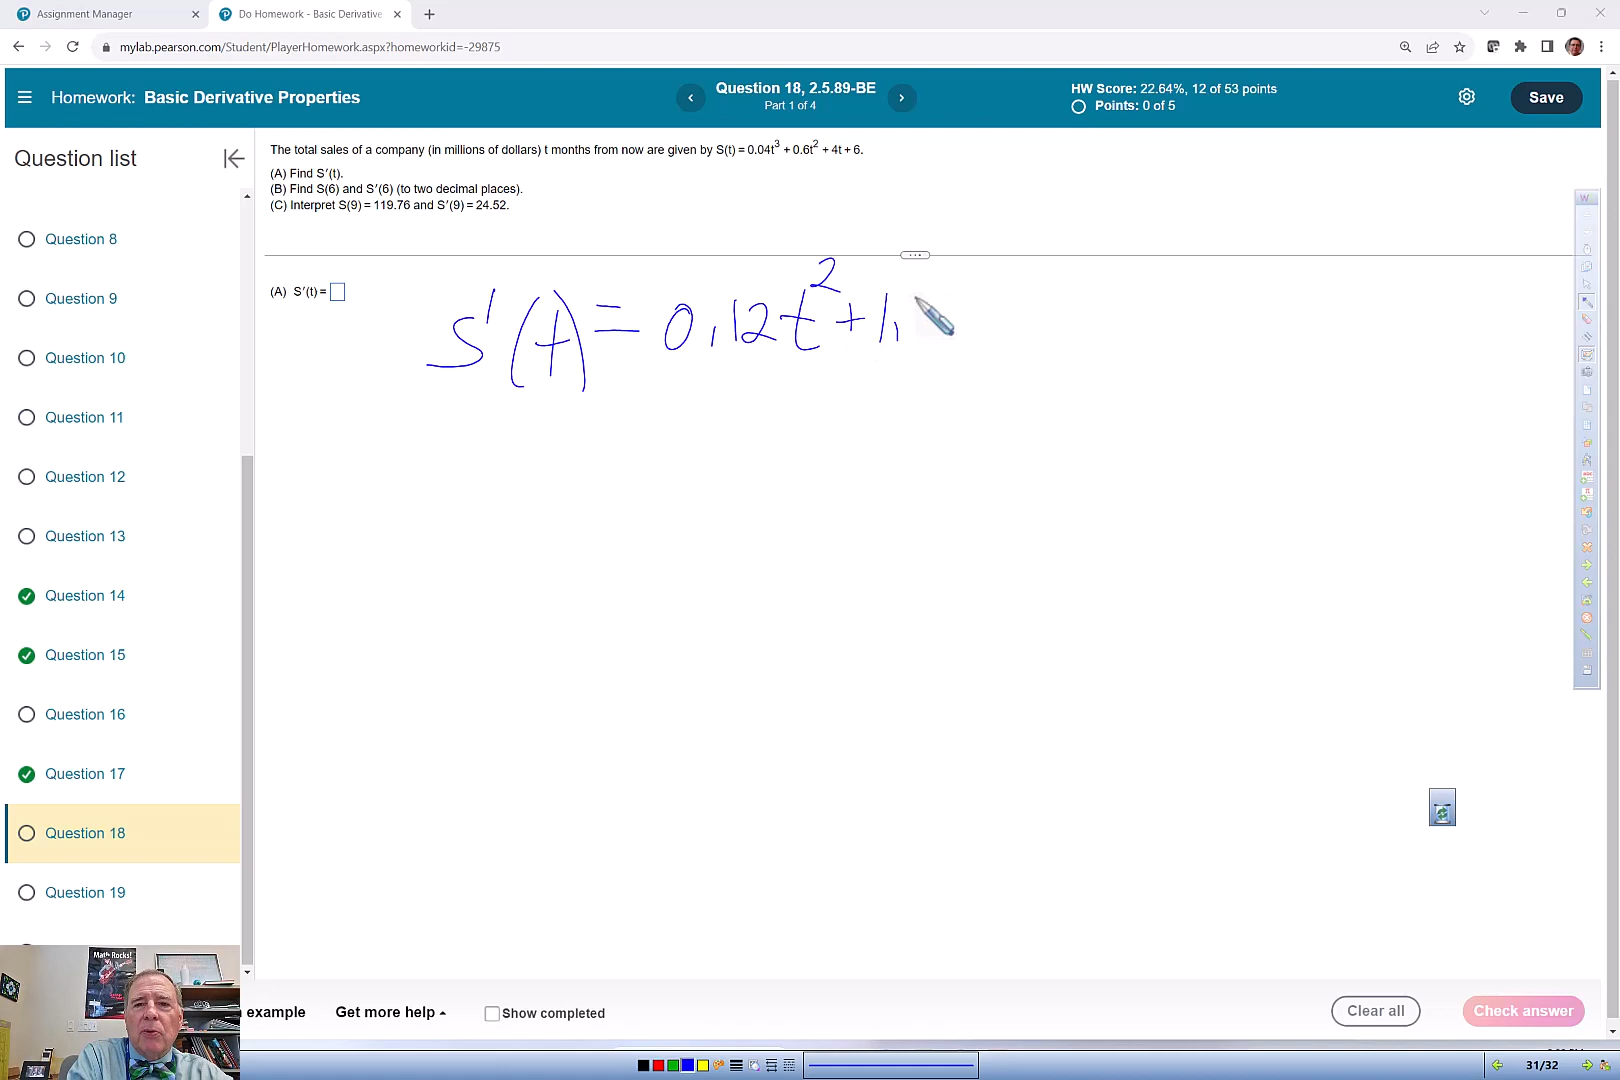 Assignment Manager
Do Homework - Basic Derivative
mylab.pearson.com/Student/PlayerHomework.aspx?homeworkid=-29875
Homework: Basic Derivative Properties
Question 18, 2.5.89-BE
Part 1 of 4
HW Score: 22.64%, 12 of 53 points
Points: 0 of 5
Save
Question list
Question 8
Question 9
Question 10
Question 11
Question 12
Question 13
Question 14
Question 15
Question 16
Question 17
Question 18
Question 19
The total sales of a company (in millions of dollars) t months from now are given by S(t) = 0.04t³ + 0.6t² + 4t + 6.
(A) Find S′(t).
(B) Find S(6) and S′(6) (to two decimal places).
(C) Interpret S(9) = 119.76 and S′(9) = 24.52.
(A) S′(t) =
S'(t) = 0.12t² + 1.
Math Rocks!
example
Get more help
Show completed
Clear all
Check answer
31/32